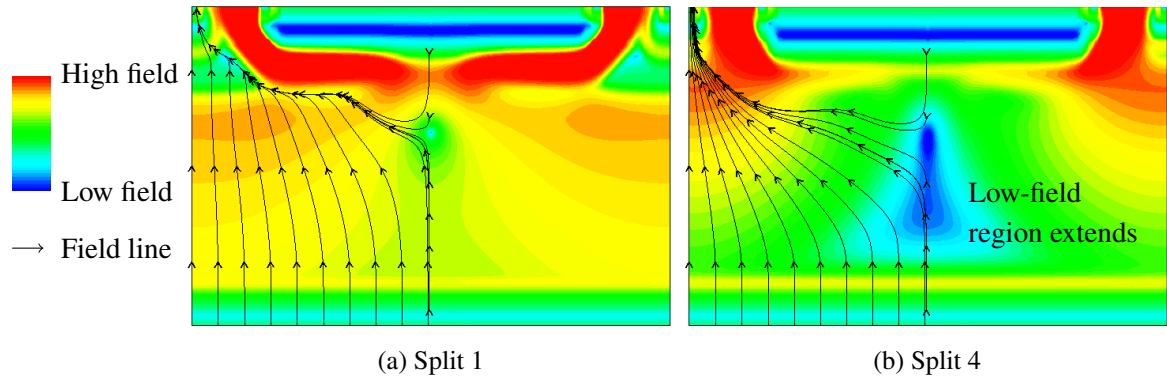 High field
Low field
Field line
Low-field
region extends
(a) Split 1
(b) Split 4